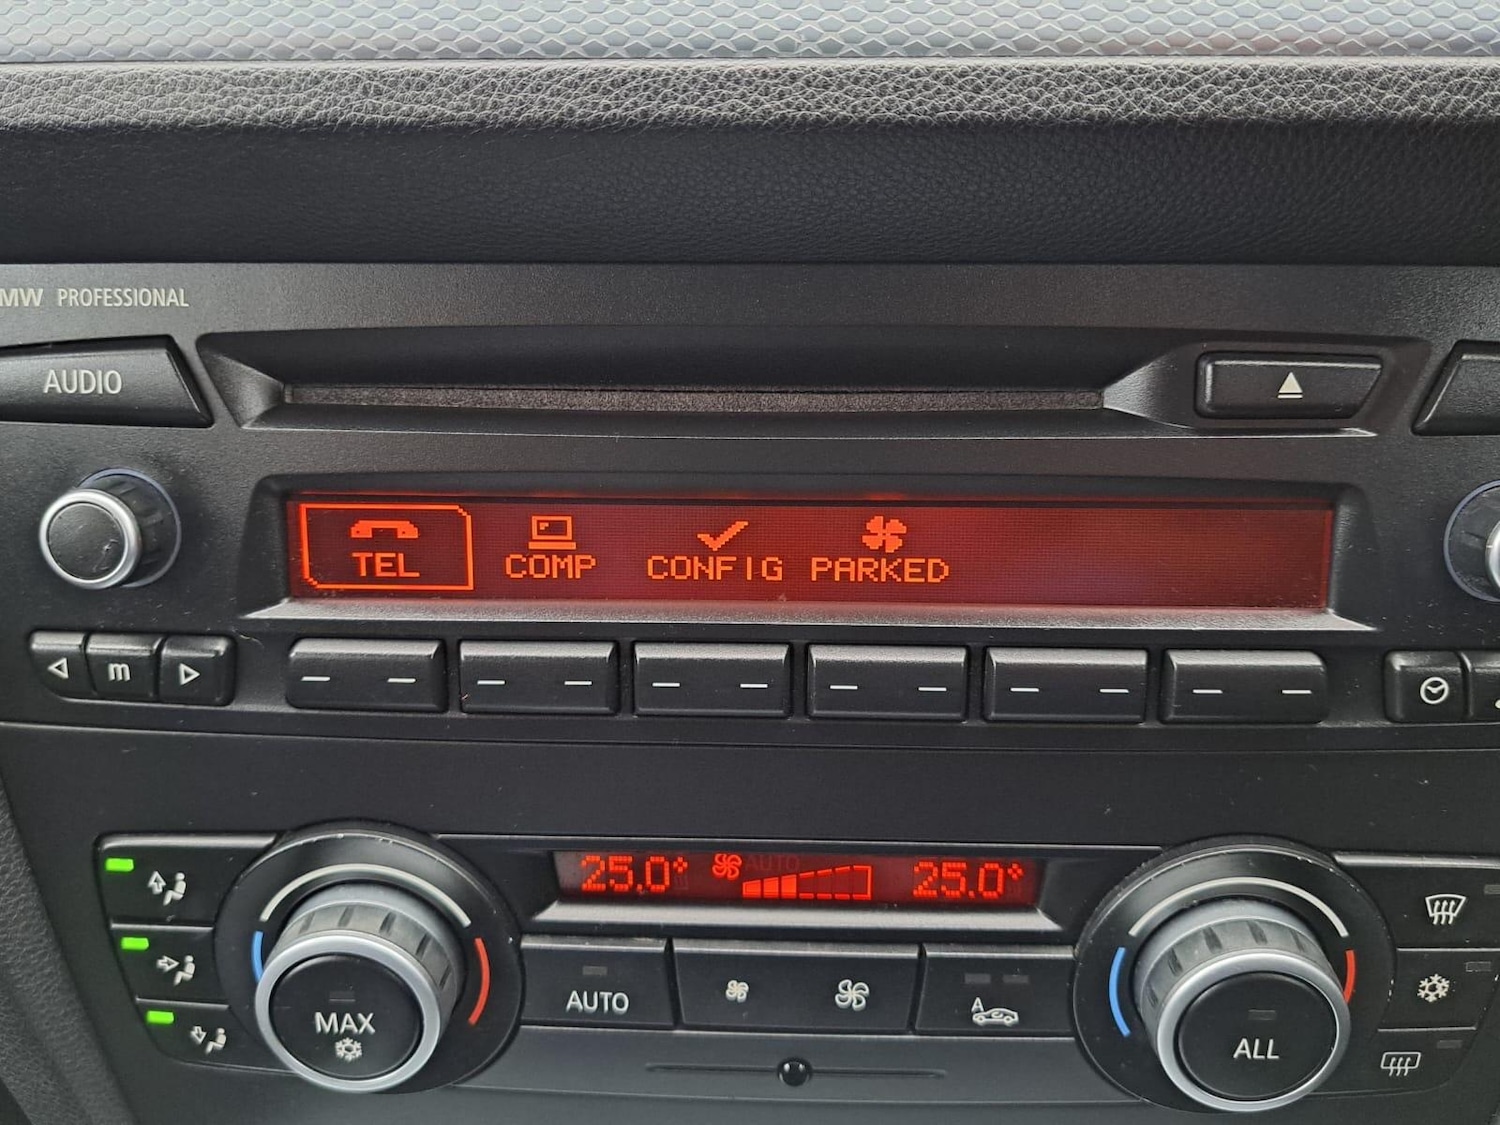 MW PROFESSIONAL
AUDIO
TEL COMP CONFIG PARKED
m
25.0° AUTO 25.0°
AUTO
A
MAX
ALL